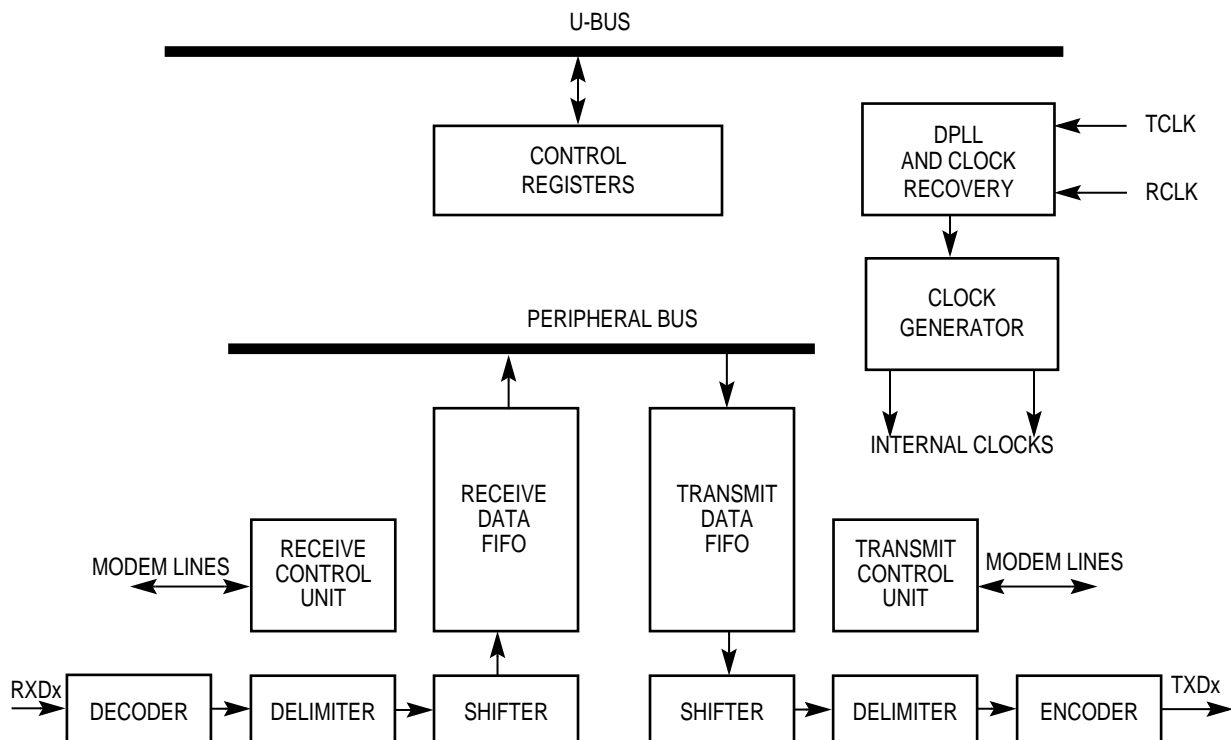 U-BUS
CONTROL
REGISTERS
DPLL
AND CLOCK
RECOVERY
TCLK
RCLK
CLOCK
GENERATOR
INTERNAL CLOCKS
PERIPHERAL BUS
RECEIVE
DATA
FIFO
TRANSMIT
DATA
FIFO
MODEM LINES
RECEIVE
CONTROL
UNIT
TRANSMIT
CONTROL
UNIT
MODEM LINES
RXDx
DECODER
DELIMITER
SHIFTER
SHIFTER
DELIMITER
ENCODER
TXDx